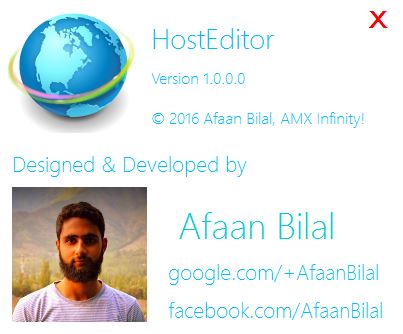 X
HostEditor
Version 1.0.0.0
© 2016 Afaan Bilal, AMX Infinity!
Designed & Developed by
Afaan Bilal
google.com/+AfaanBilal
facebook.com/AfaanBilal